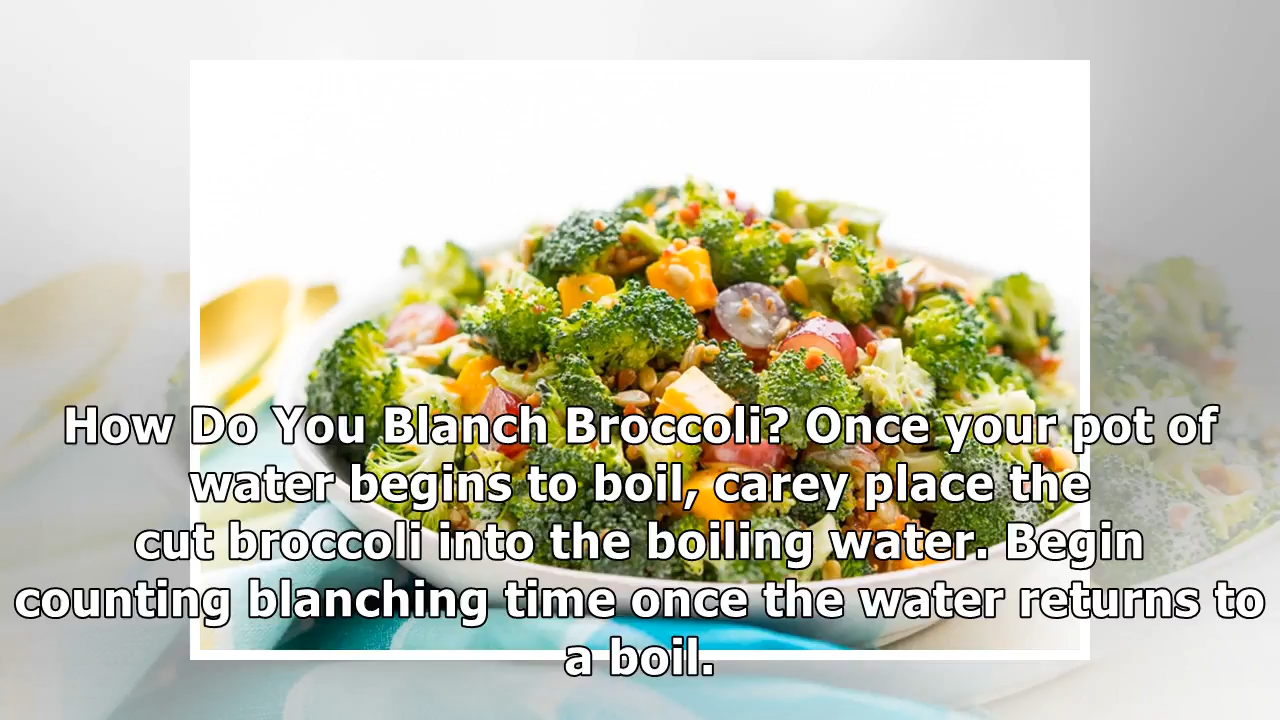 How Do You Blanch Broccoli? Once your pot of
water begins to boil, carey place the
cut broccoli into the boiling water. Begin
counting blanching time once the water returns to
a boil.